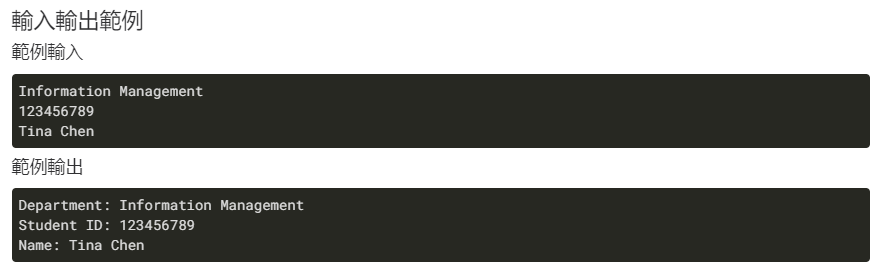 輸入輸出範例
範例輸入
Information Management
123456789
Tina Chen
範例輸出
Department: Information Management
Student ID: 123456789
Name: Tina Chen